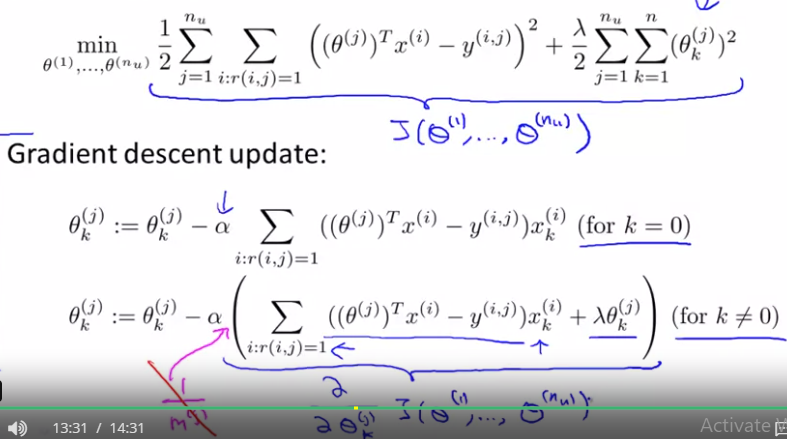 min θ^(1),...,θ^(n_u) 1/2 Σ_{j=1}^{n_u} Σ_{i:r(i,j)=1} ((θ^(j))^T x^(i) − y^(i,j))^2 + λ/2 Σ_{j=1}^{n_u} Σ_{k=1}^{n} (θ_k^(j))^2
J(θ^(1),..., θ^(n_u))
Gradient descent update:
θ_k^(j) := θ_k^(j) − α Σ_{i:r(i,j)=1} ((θ^(j))^T x^(i) − y^(i,j)) x_k^(i) (for k = 0)
θ_k^(j) := θ_k^(j) − α ( Σ_{i:r(i,j)=1} ((θ^(j))^T x^(i) − y^(i,j)) x_k^(i) + λθ_k^(j) ) (for k ≠ 0)
1/m^(j) ∂/∂θ_k^(j) J(θ^(1),..., θ^(n_u))
13:31 / 14:31 Activate